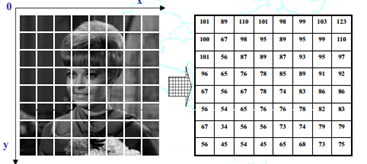 0 x
101 89 110 101 98 99 103 123
100 67 98 95 89 95 99 110
101 56 87 89 87 93 95 97
96 65 76 78 85 89 91 92
67 56 67 78 74 83 86 86
56 54 65 76 76 78 82 83
67 34 56 56 73 74 79 79
y 56 45 54 45 65 68 73 75